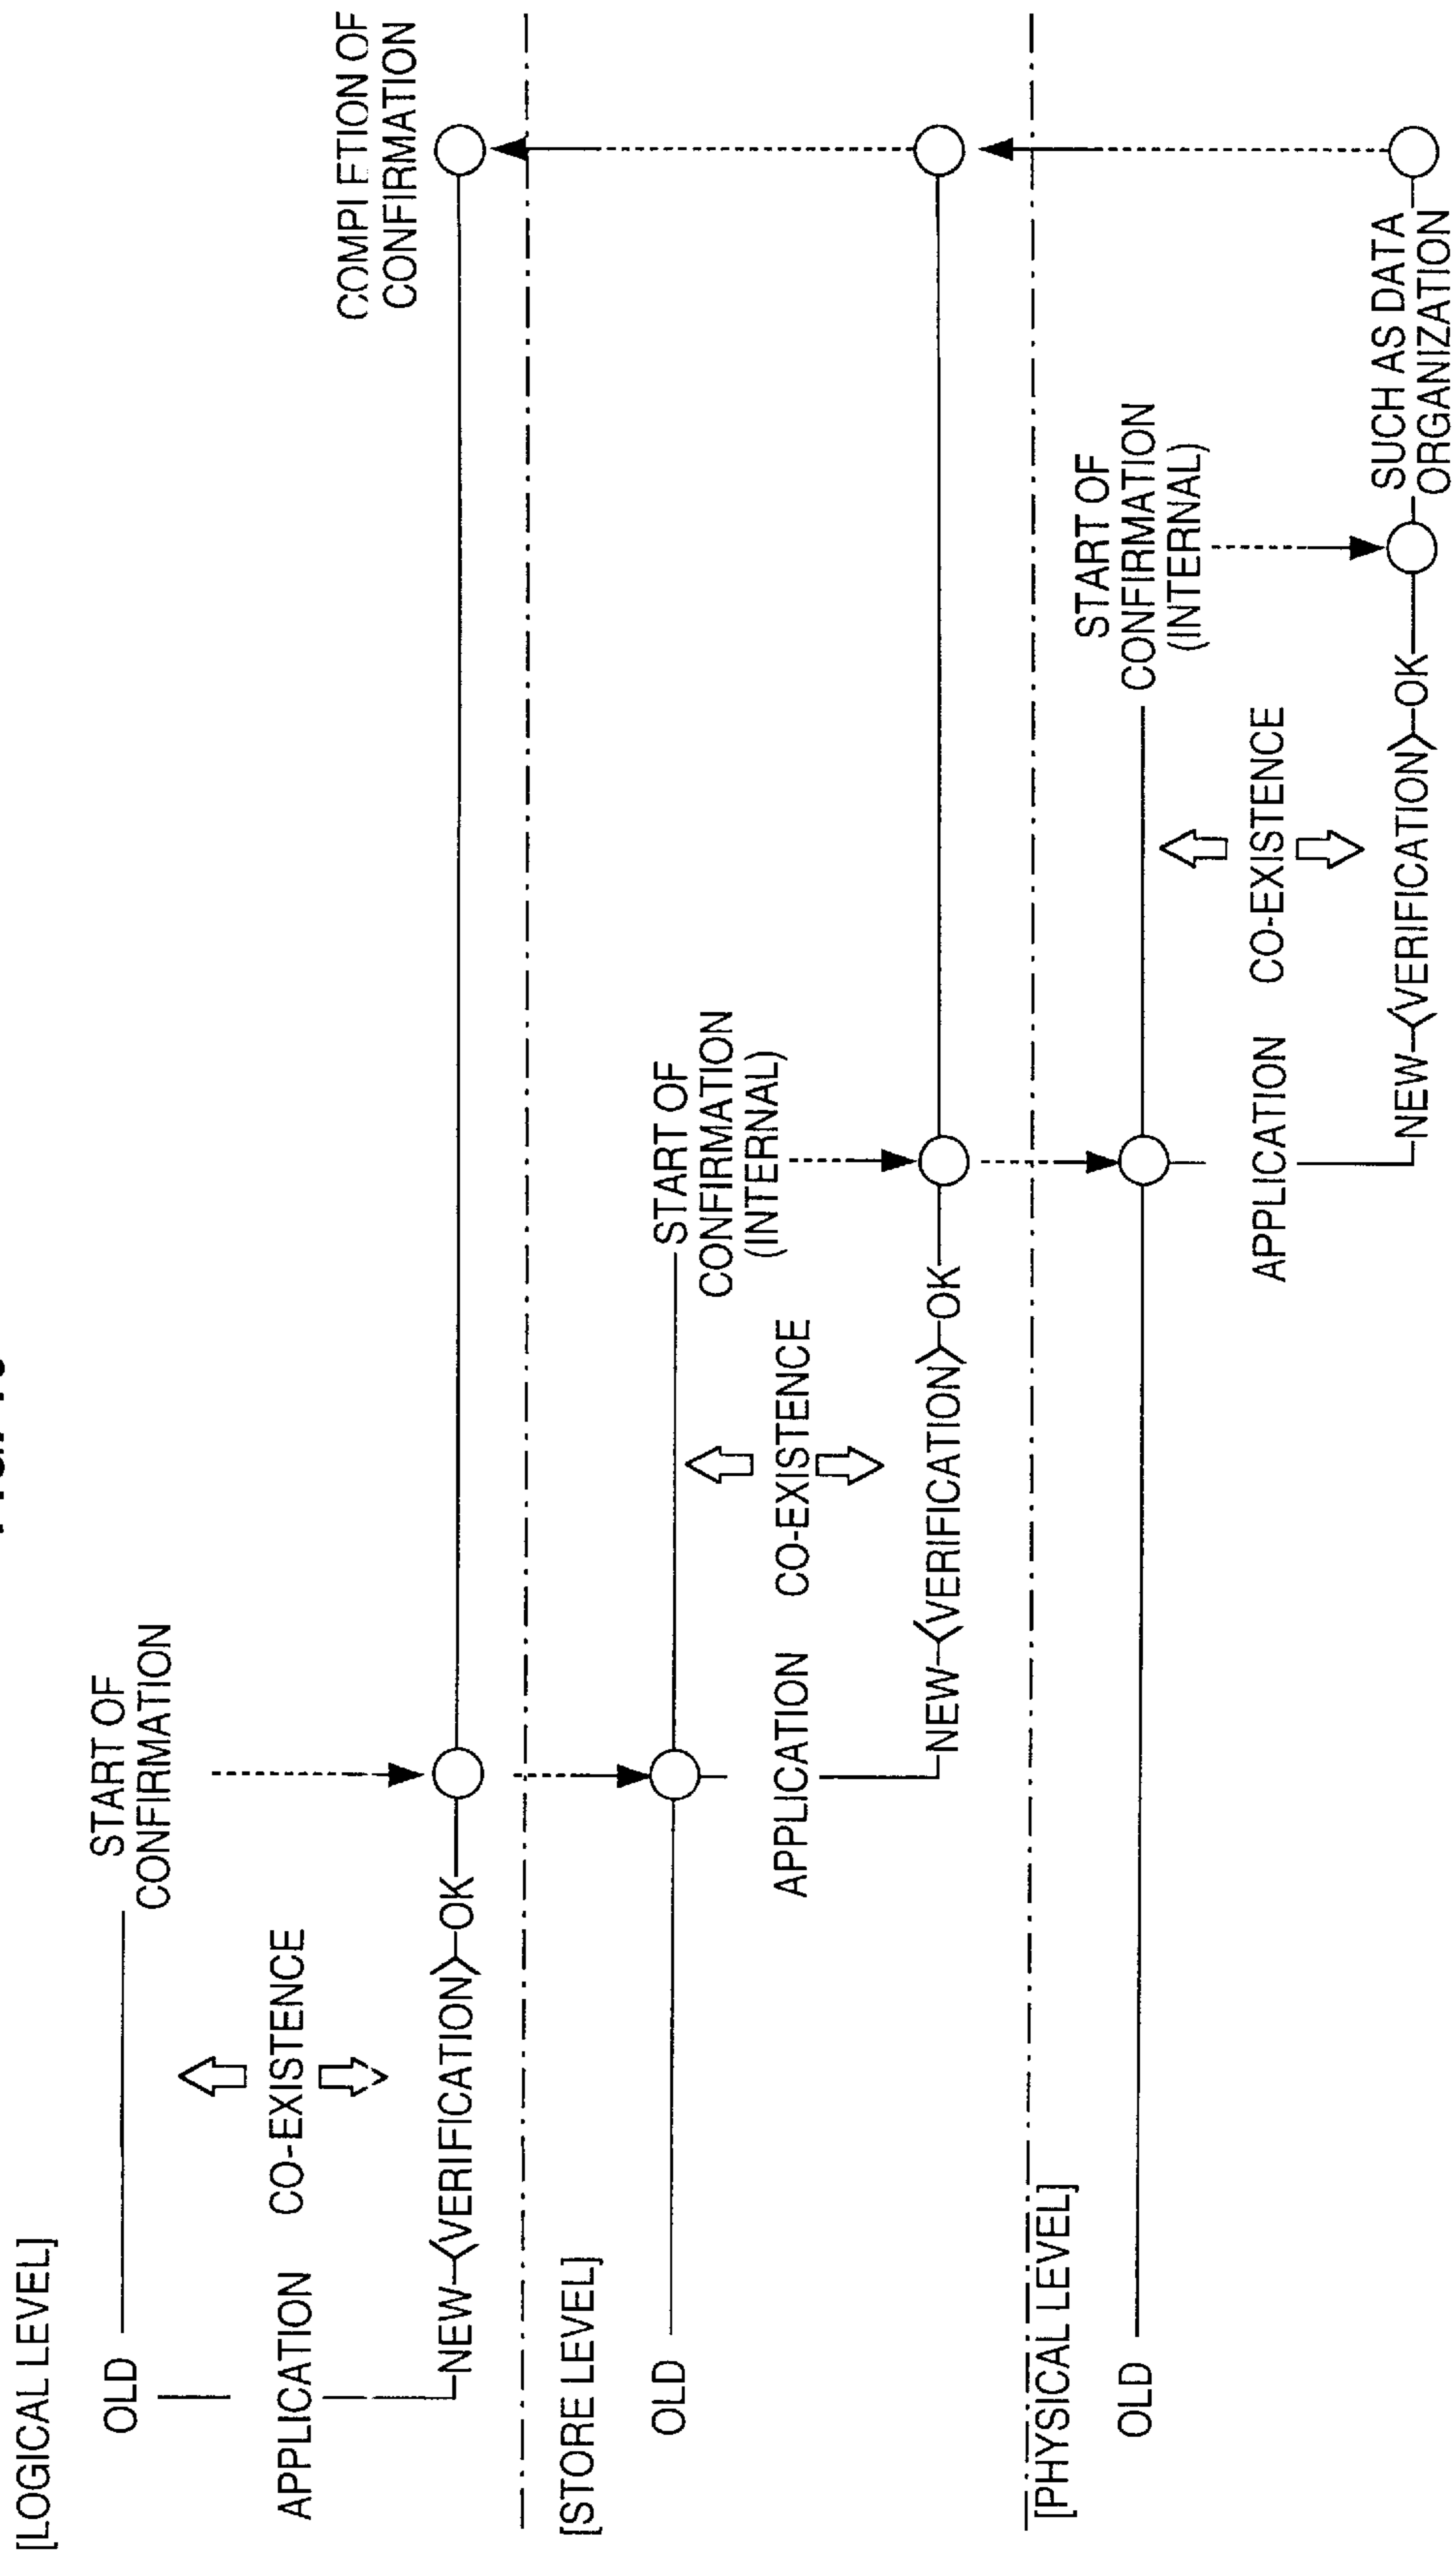 [LOGICAL LEVEL]
OLD
START OF
CONFIRMATION
APPLICATION
CO-EXISTENCE
COMPLETION OF
CONFIRMATION
NEW
<VERIFICATION>
OK
[STORE LEVEL]
OLD
START OF
CONFIRMATION
(INTERNAL)
APPLICATION
CO-EXISTENCE
NEW
<VERIFICATION>
OK
[PHYSICAL LEVEL]
OLD
START OF
CONFIRMATION
(INTERNAL)
APPLICATION
CO-EXISTENCE
NEW
<VERIFICATION>
OK
SUCH AS DATA
ORGANIZATION